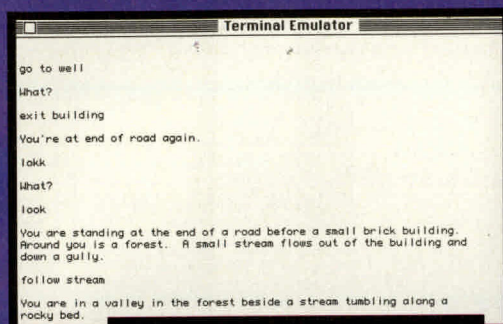 Terminal Emulator
go to well
What?
exit building
You're at end of road again.
lokk
What?
look
You are standing at the end of a road before a small brick building.
Around you is a forest.  A small stream flows out of the building and
down a gully.
follow stream
You are in a valley in the forest beside a stream tumbling along a
rocky bed.